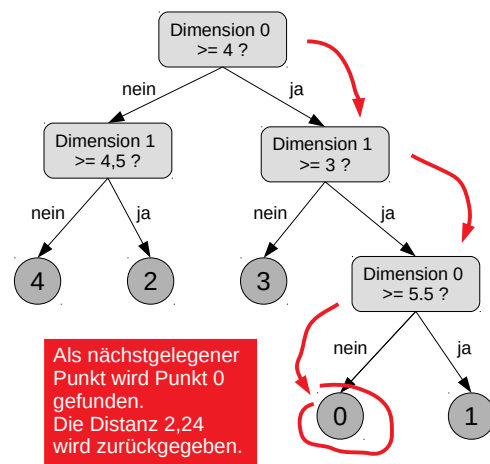 Dimension 0
>= 4 ?
nein
ja
Dimension 1
>= 4,5 ?
Dimension 1
>= 3 ?
nein
ja
nein
ja
4
2
3
Dimension 0
>= 5.5 ?
nein
ja
0
1
Als nächstgelegener
Punkt wird Punkt 0
gefunden.
Die Distanz 2,24
wird zurückgegeben.